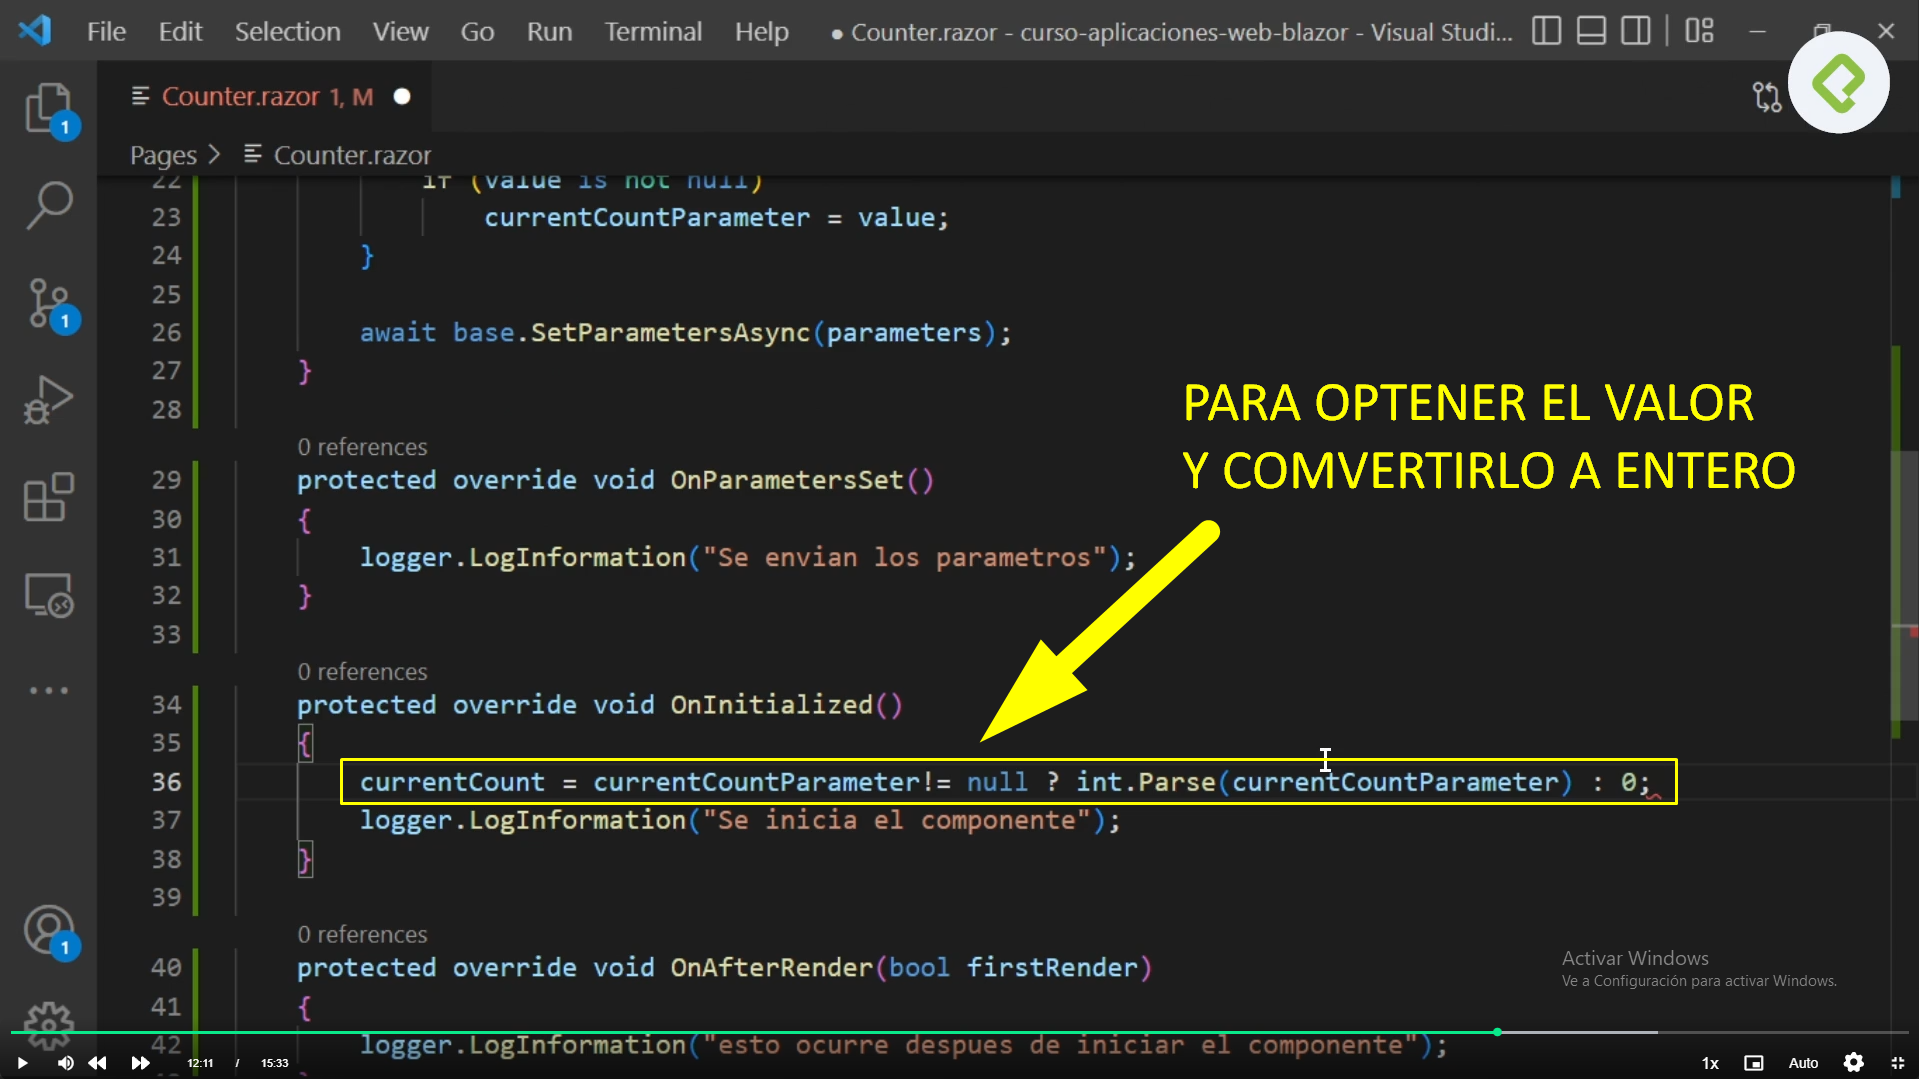 File Edit Selection View Go Run Terminal Help ● Counter.razor - curso-aplicaciones-web-blazor - Visual Studi...
Counter.razor 1, M
Pages > Counter.razor
22 if (value is not null)
23 currentCountParameter = value;
24 }
25
26 await base.SetParametersAsync(parameters);
27 }
28
PARA OPTENER EL VALOR
Y COMVERTIRLO A ENTERO
0 references
29 protected override void OnParametersSet()
30 {
31 logger.LogInformation("Se envian los parametros");
32 }
33
0 references
34 protected override void OnInitialized()
35 {
36 currentCount = currentCountParameter!= null ? int.Parse(currentCountParameter) : 0;
37 logger.LogInformation("Se inicia el componente");
38 }
39
0 references
40 protected override void OnAfterRender(bool firstRender)
41 {
42 logger.LogInformation("esto ocurre despues de iniciar el componente");
1
1
1
Activar Windows
Ve a Configuración para activar Windows.
12:11 / 15:33
1x Auto